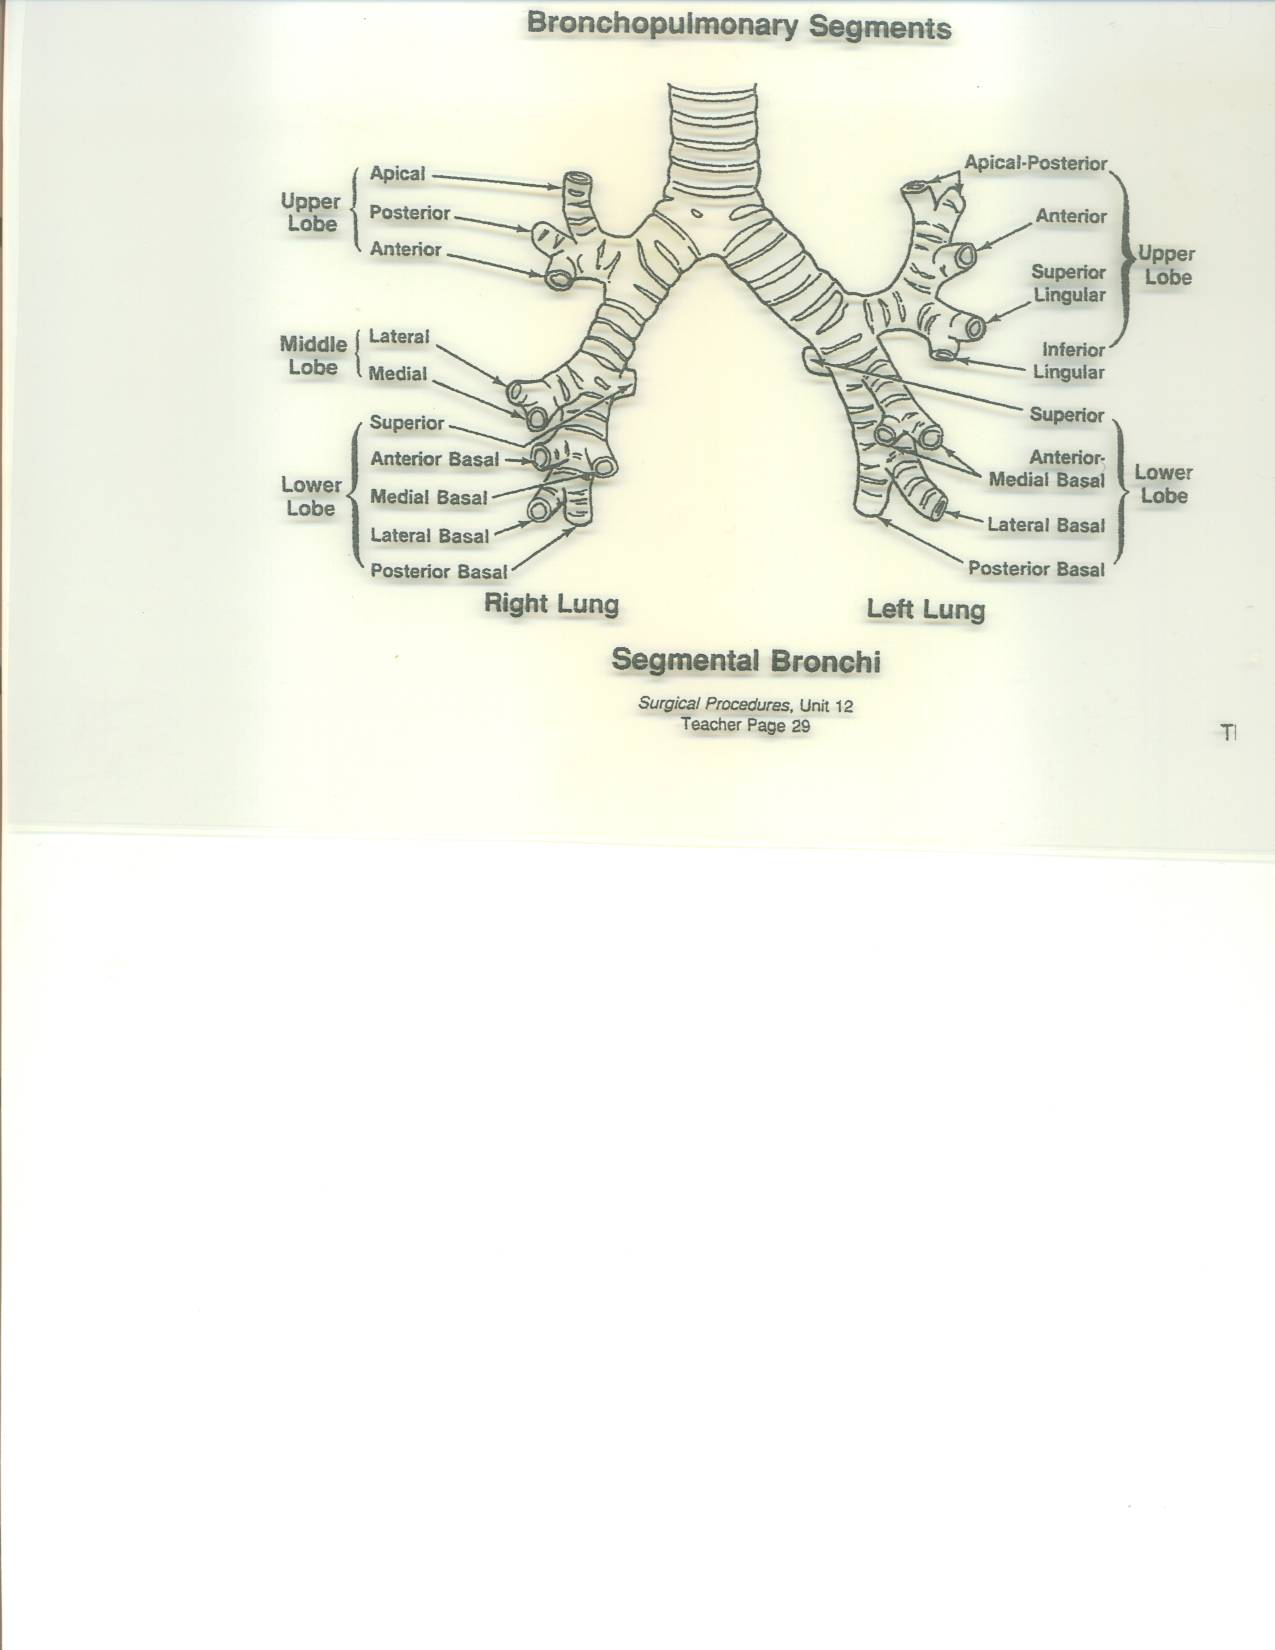 Bronchopulmonary Segments
Upper
Lobe
Apical
Posterior
Anterior
Middle
Lobe
Lateral
Medial
Lower
Lobe
Superior
Anterior Basal
Medial Basal
Lateral Basal
Posterior Basal
Right Lung
Apical-Posterior
Anterior
Superior
Lingular
Inferior
Lingular
Upper
Lobe
Superior
Anterior-
Medial Basal
Lateral Basal
Posterior Basal
Lower
Lobe
Left Lung
Segmental Bronchi
Surgical Procedures, Unit 12
Teacher Page 29